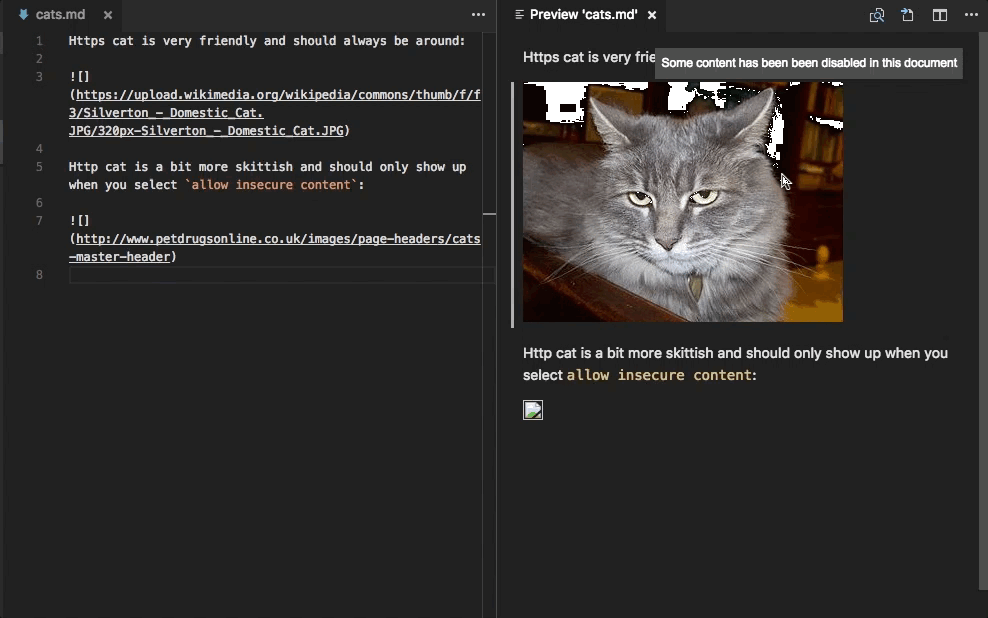 cats.md
Preview 'cats.md'
1 Https cat is very friendly and should always be around:
2
3 ![]
(https://upload.wikimedia.org/wikipedia/commons/thumb/f/f
3/Silverton_-_Domestic_Cat.
JPG/320px-Silverton_-_Domestic_Cat.JPG)
4
5 Http cat is a bit more skittish and should only show up
when you select `allow insecure content`:
6
7 ![]
(http://www.petdrugsonline.co.uk/images/page-headers/cats
-master-header)
8
Https cat is very frie
Some content has been been disabled in this document
Http cat is a bit more skittish and should only show up when you
select allow insecure content: